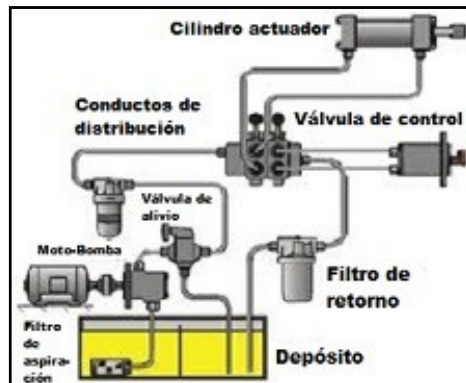 Cilindro actuador
Conductos de
distribución
Válvula de control
Válvula de
alivio
Moto-Bomba
Filtro de
retorno
Filtro
de
aspira-
ción
Depósito